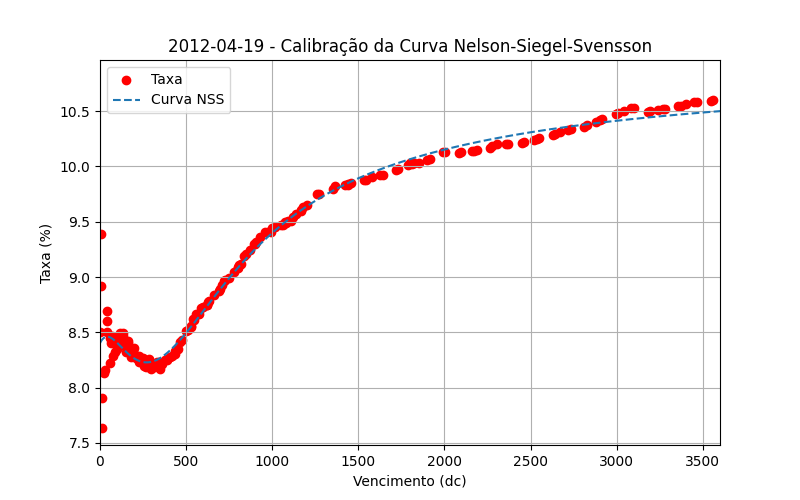 2012-04-19 - Calibração da Curva Nelson-Siegel-Svensson
Taxa
Curva NSS
Taxa (%)
10.5
10.0
9.5
9.0
8.5
8.0
7.5
0 500 1000 1500 2000 2500 3000 3500
Vencimento (dc)